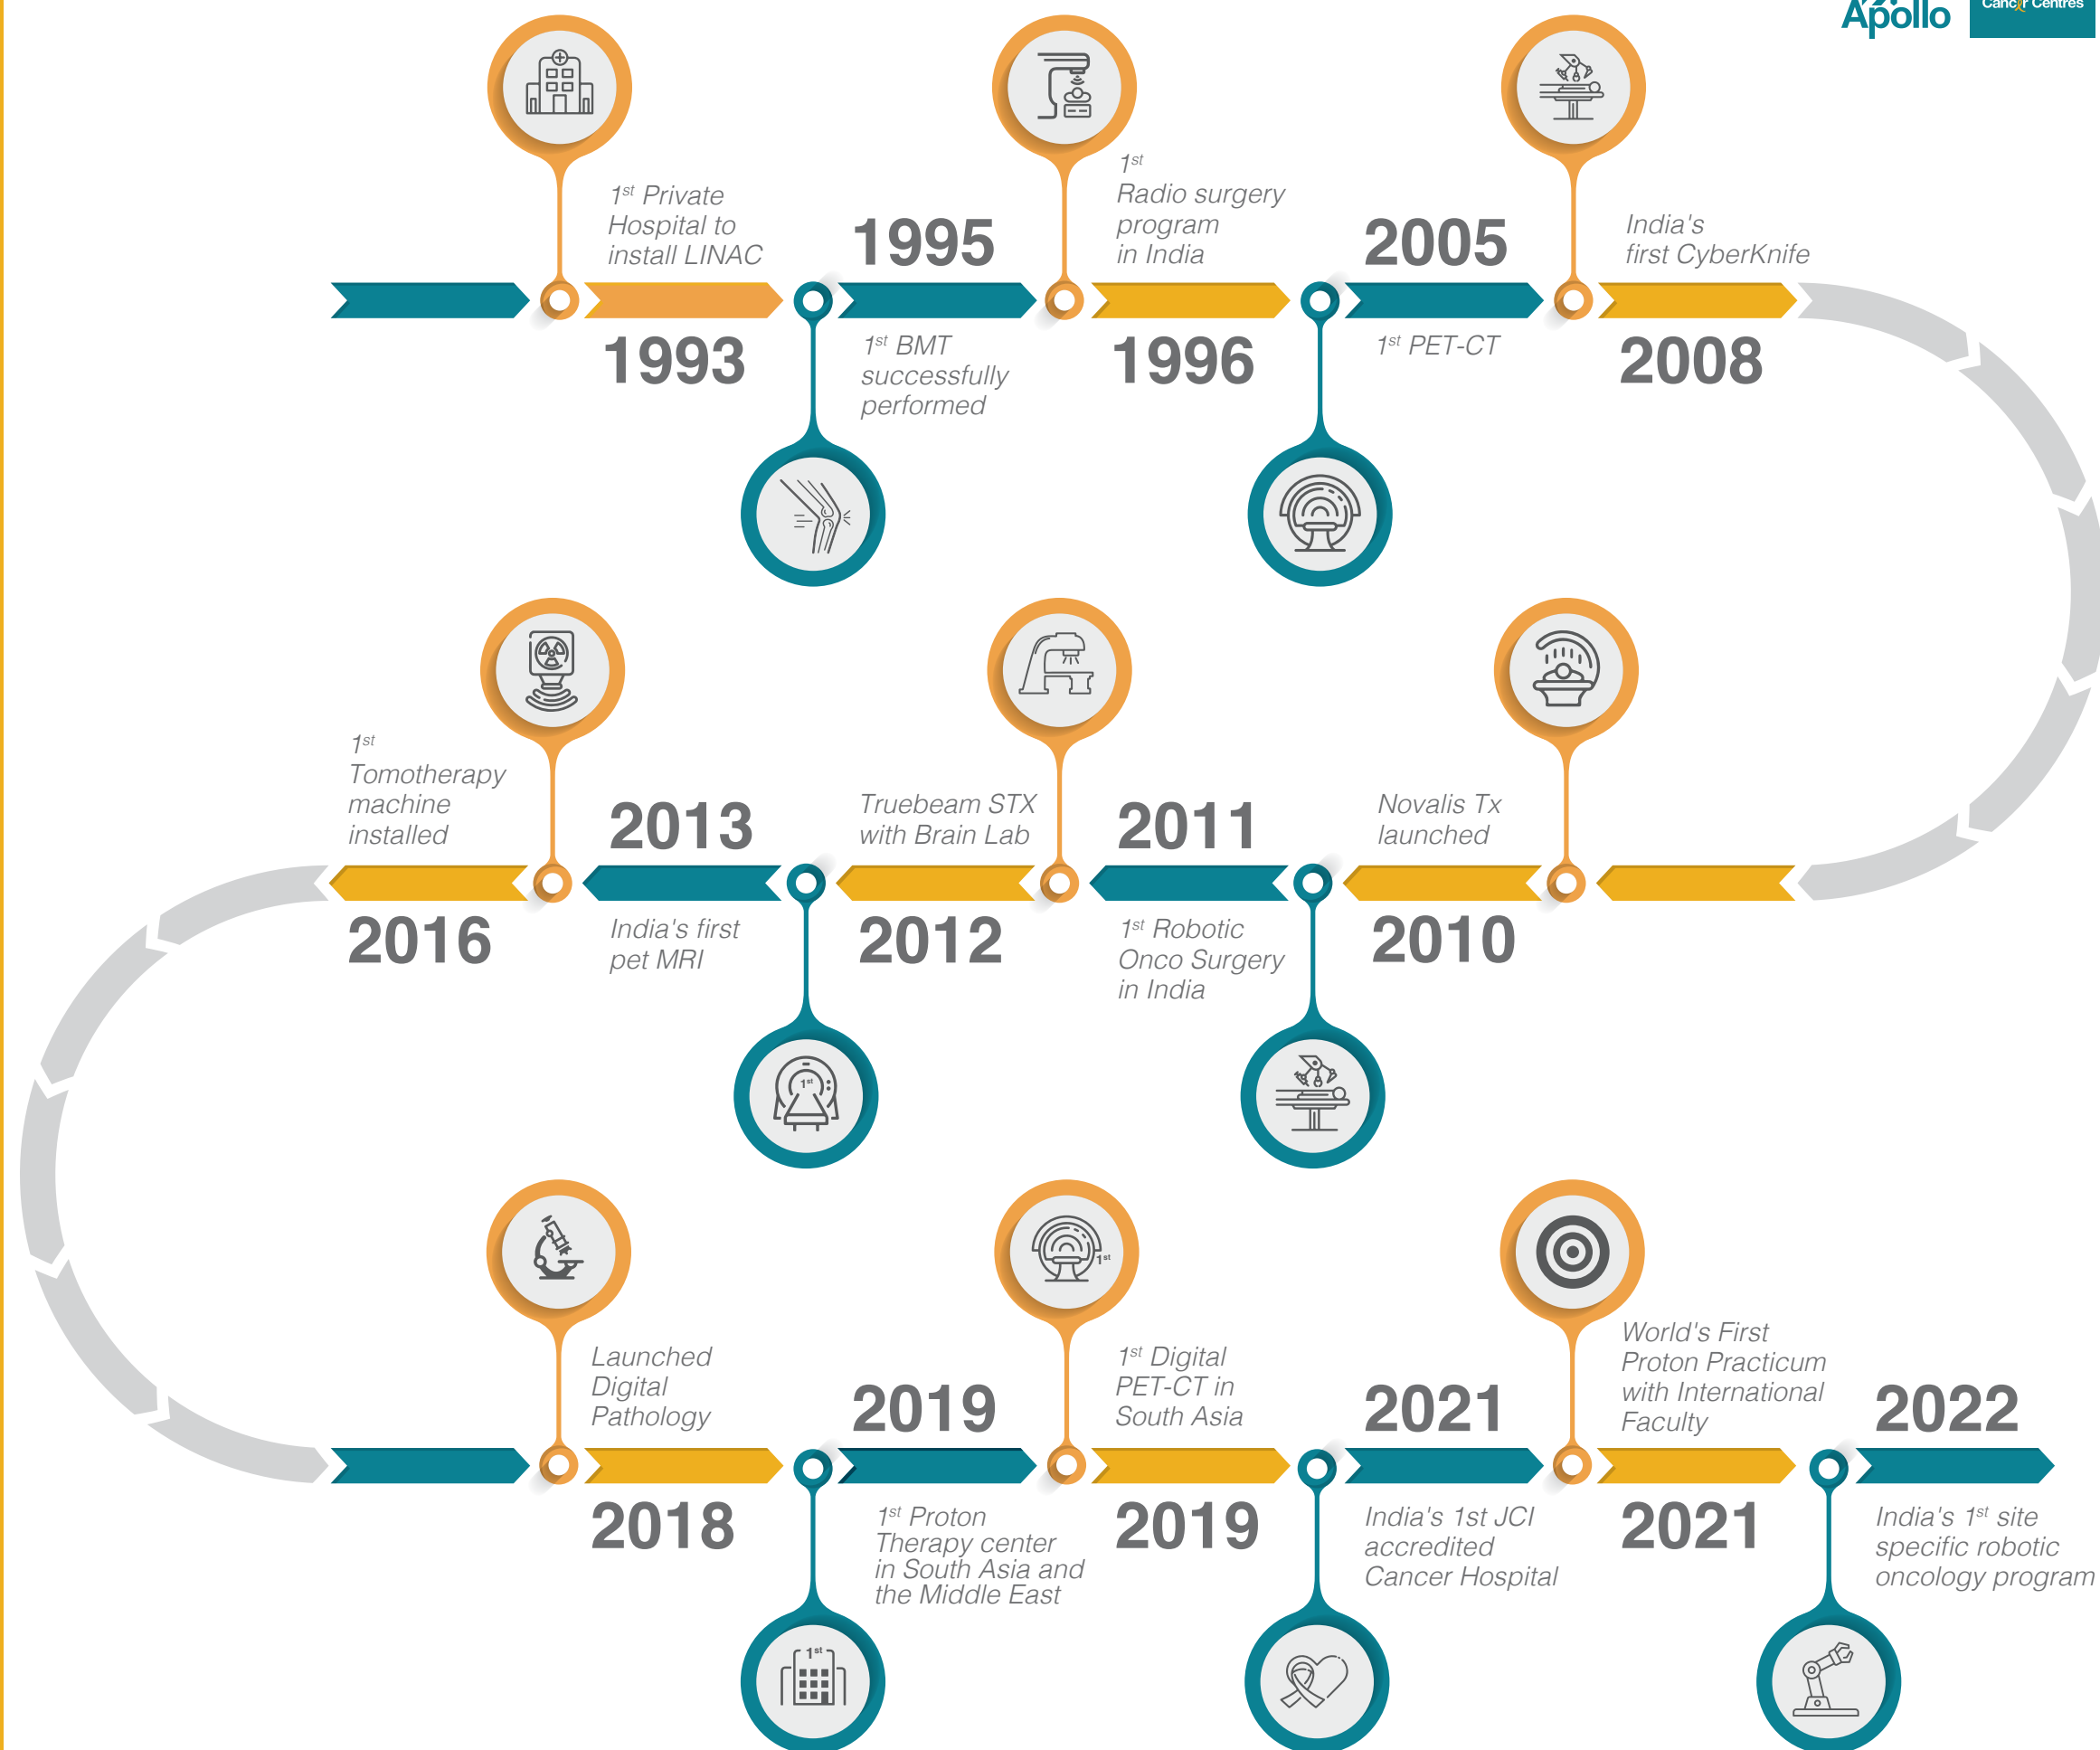 Apollo
Cancer Centres
1st Private
Hospital to
install LINAC
1993
1995
1st BMT
successfully
performed
1st
Radio surgery
program
in India
1996
2005
1st PET-CT
India's
first CyberKnife
2008
Novalis Tx
launched
2010
2011
1st Robotic
Onco Surgery
in India
Truebeam STX
with Brain Lab
2012
2013
India's first
pet MRI
1st
1st
Tomotherapy
machine
installed
2016
Launched
Digital
Pathology
2018
2019
1st Proton
Therapy center
in South Asia and
the Middle East
1st
1st
1st Digital
PET-CT in
South Asia
2019
2021
India's 1st JCI
accredited
Cancer Hospital
World's First
Proton Practicum
with International
Faculty
2021
2022
India's 1st site
specific robotic
oncology program